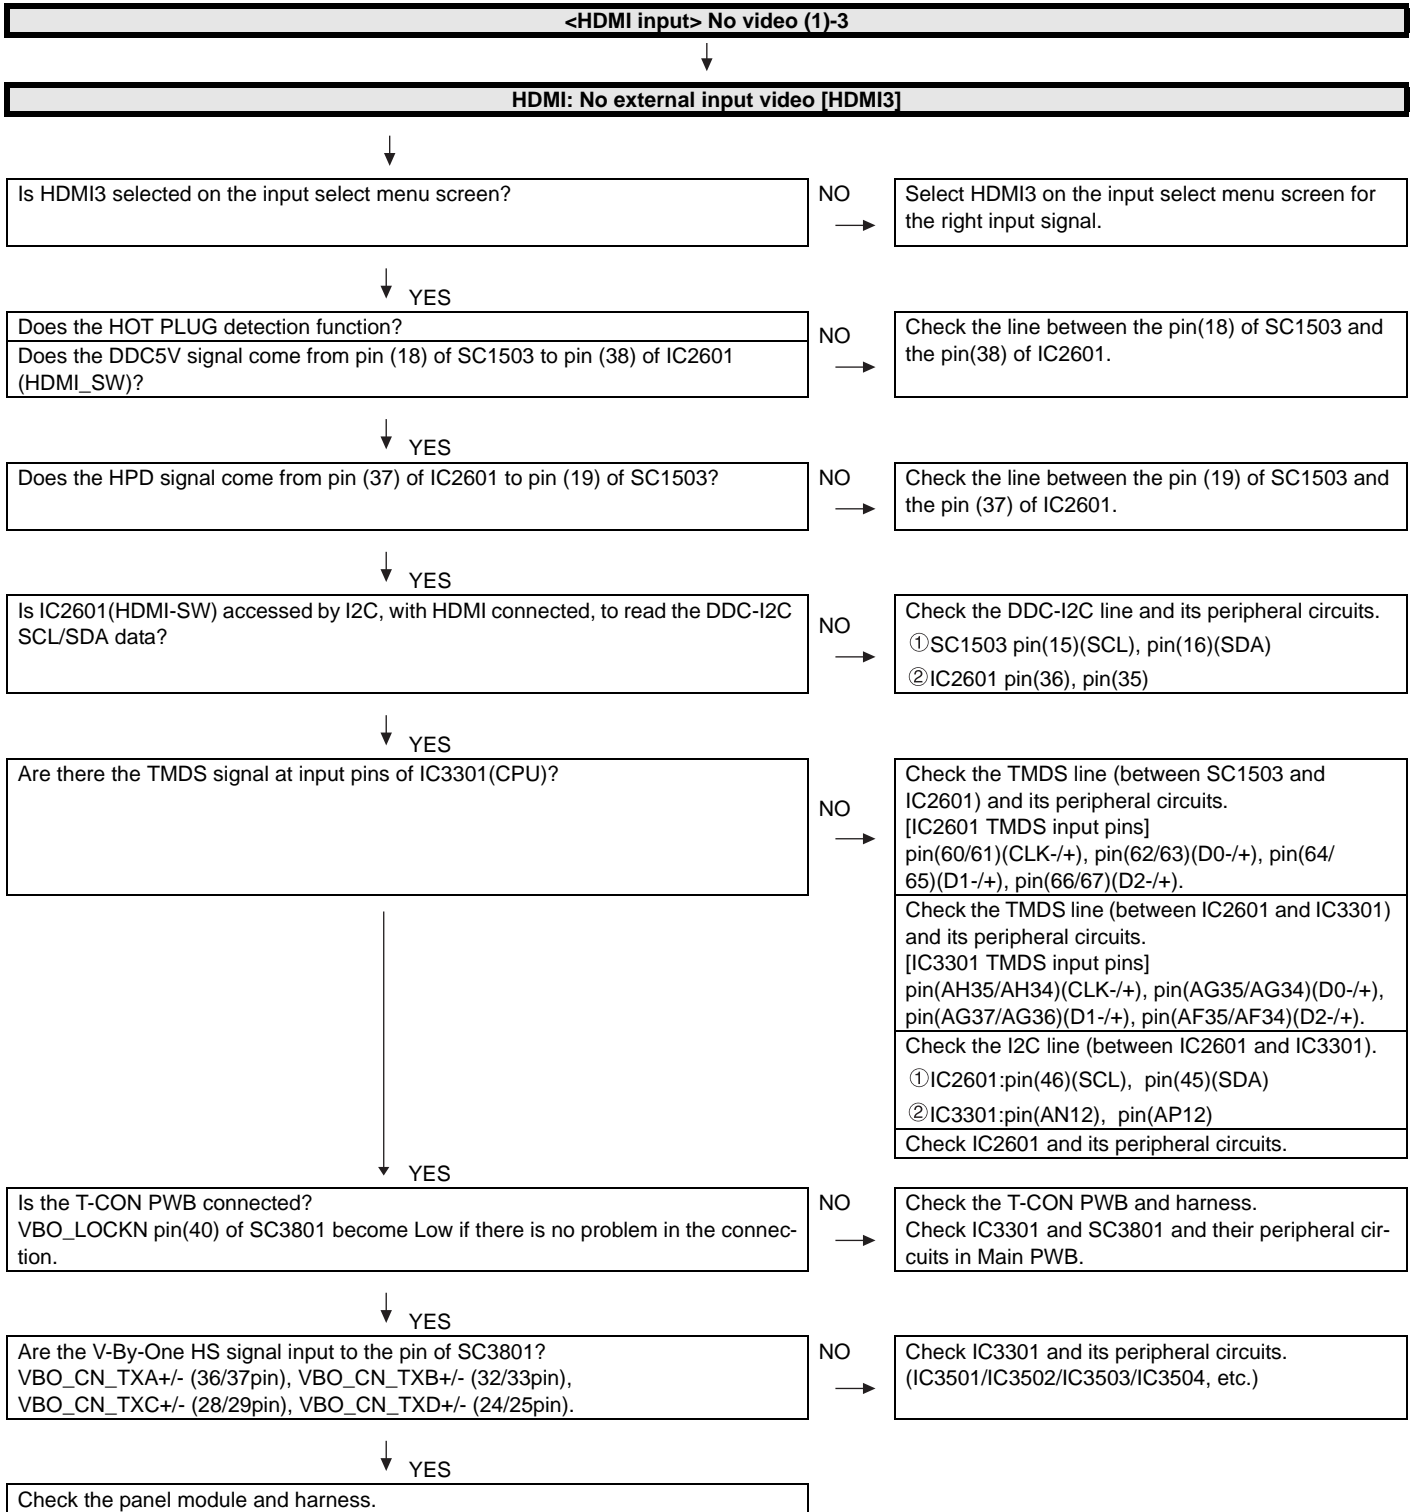 <HDMI input> No video (1)-3
HDMI: No external input video [HDMI3]
Is HDMI3 selected on the input select menu screen?
NO
Select HDMI3 on the input select menu screen for
the right input signal.
YES
Does the HOT PLUG detection function?
Does the DDC5V signal come from pin (18) of SC1503 to pin (38) of IC2601
(HDMI_SW)?
NO
Check the line between the pin(18) of SC1503 and
the pin(38) of IC2601.
YES
Does the HPD signal come from pin (37) of IC2601 to pin (19) of SC1503?
NO
Check the line between the pin (19) of SC1503 and
the pin (37) of IC2601.
YES
Is IC2601(HDMI-SW) accessed by I2C, with HDMI connected, to read the DDC-I2C
SCL/SDA data?
NO
Check the DDC-I2C line and its peripheral circuits.
①SC1503 pin(15)(SCL), pin(16)(SDA)
②IC2601 pin(36), pin(35)
YES
Are there the TMDS signal at input pins of IC3301(CPU)?
NO
Check the TMDS line (between SC1503 and
IC2601) and its peripheral circuits.
[IC2601 TMDS input pins]
pin(60/61)(CLK-/+), pin(62/63)(D0-/+), pin(64/
65)(D1-/+), pin(66/67)(D2-/+).
Check the TMDS line (between IC2601 and IC3301)
and its peripheral circuits.
[IC3301 TMDS input pins]
pin(AH35/AH34)(CLK-/+), pin(AG35/AG34)(D0-/+),
pin(AG37/AG36)(D1-/+), pin(AF35/AF34)(D2-/+).
Check the I2C line (between IC2601 and IC3301).
①IC2601:pin(46)(SCL), pin(45)(SDA)
②IC3301:pin(AN12), pin(AP12)
Check IC2601 and its peripheral circuits.
YES
Is the T-CON PWB connected?
VBO_LOCKN pin(40) of SC3801 become Low if there is no problem in the connec-
tion.
NO
Check the T-CON PWB and harness.
Check IC3301 and SC3801 and their peripheral cir-
cuits in Main PWB.
YES
Are the V-By-One HS signal input to the pin of SC3801?
VBO_CN_TXA+/- (36/37pin), VBO_CN_TXB+/- (32/33pin),
VBO_CN_TXC+/- (28/29pin), VBO_CN_TXD+/- (24/25pin).
NO
Check IC3301 and its peripheral circuits.
(IC3501/IC3502/IC3503/IC3504, etc.)
YES
Check the panel module and harness.